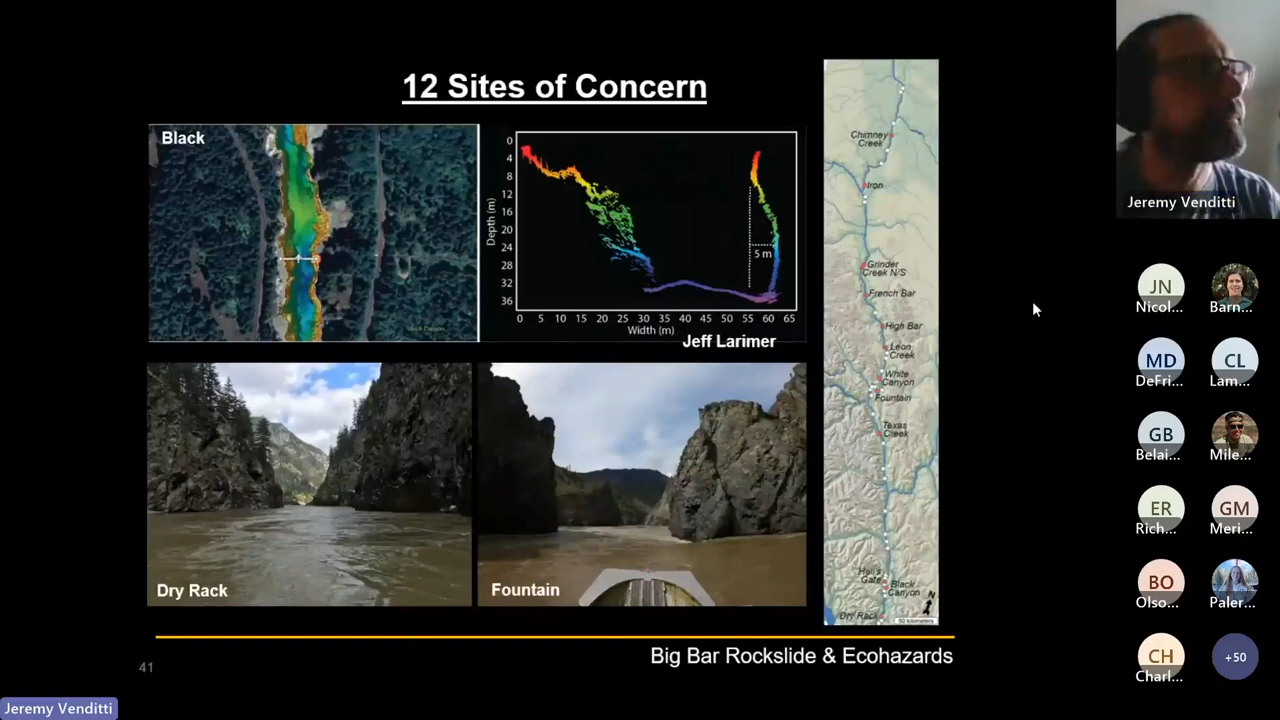 12 Sites of Concern
Black
0
4
8
12
16
20
24
28
32
36
Depth (m)
5 m
0 5 10 15 20 25 30 35 40 45 50 55 60 65
Width (m)
Jeff Larimer
Dry Rack
Fountain
Chimney
Creek
Iron
Grinder
Creek N/S
French Bar
High Bar
Leon
Creek
White
Canyon
Fountain
Texas
Creek
Hell's
Gate
Black
Canyon
Dry Rack
N
50 kilometers
41
Big Bar Rockslide & Ecohazards
Jeremy Venditti
JN
Nicol...
Barn...
MD
DeFri...
CL
Lam...
GB
Belai...
Mile...
ER
Rich...
GM
Meri...
BO
Olso...
Paler...
CH
Charl...
+50
Jeremy Venditti